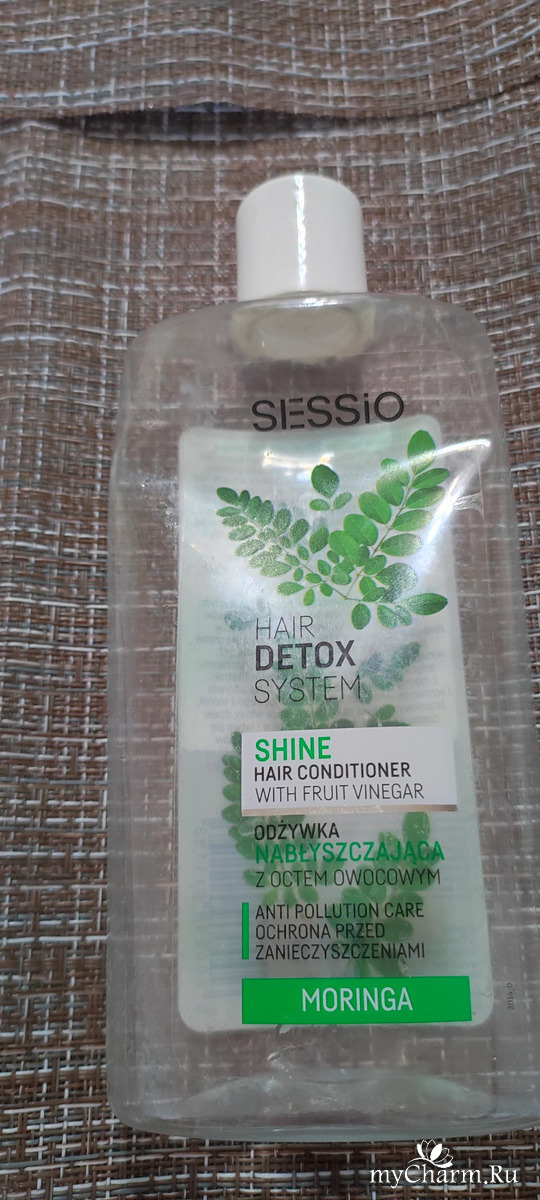 SESSiO
HAIR
DETOX
SYSTEM
SHINE
HAIR CONDITIONER
WITH FRUIT VINEGAR
ODŻYWKA
NABŁYSZCZAJĄCA
Z OCTEM OWOCOWYM
ANTI POLLUTION CARE
OCHRONA PRZED
ZANIECZYSZCZENIAMI
MORINGA
myCharm.Ru